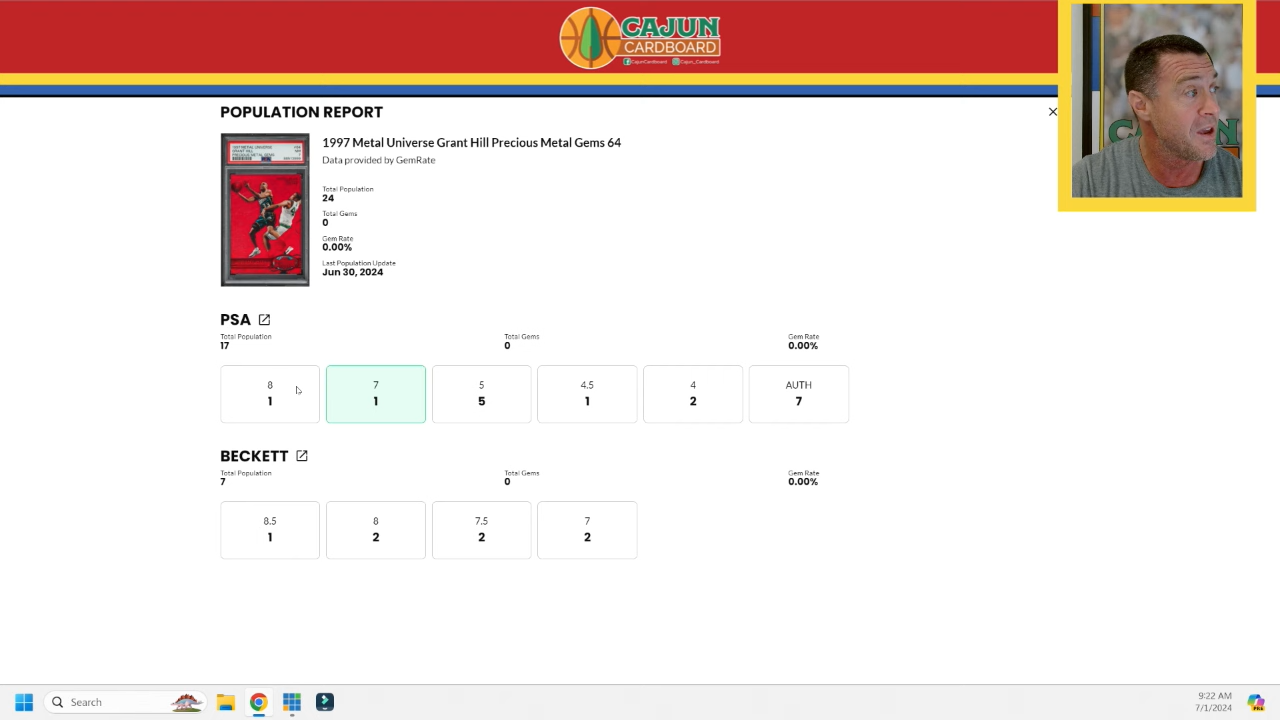 CAJUN
CARDBOARD
CajunCardboard Cajun_Cardboard
POPULATION REPORT
1997 Metal Universe Grant Hill Precious Metal Gems 64
Data provided by GemRate
Total Population
24
Total Gems
0
Gem Rate
0.00%
Last Population Update
Jun 30, 2024
PSA
Total Population Total Gems Gem Rate
17 0 0.00%
8 7 5 4.5 4 AUTH
1 1 5 1 2 7
BECKETT
Total Population Total Gems Gem Rate
7 0 0.00%
8.5 8 7.5 7
1 2 2 2
Search
9:22 AM
7/1/2024